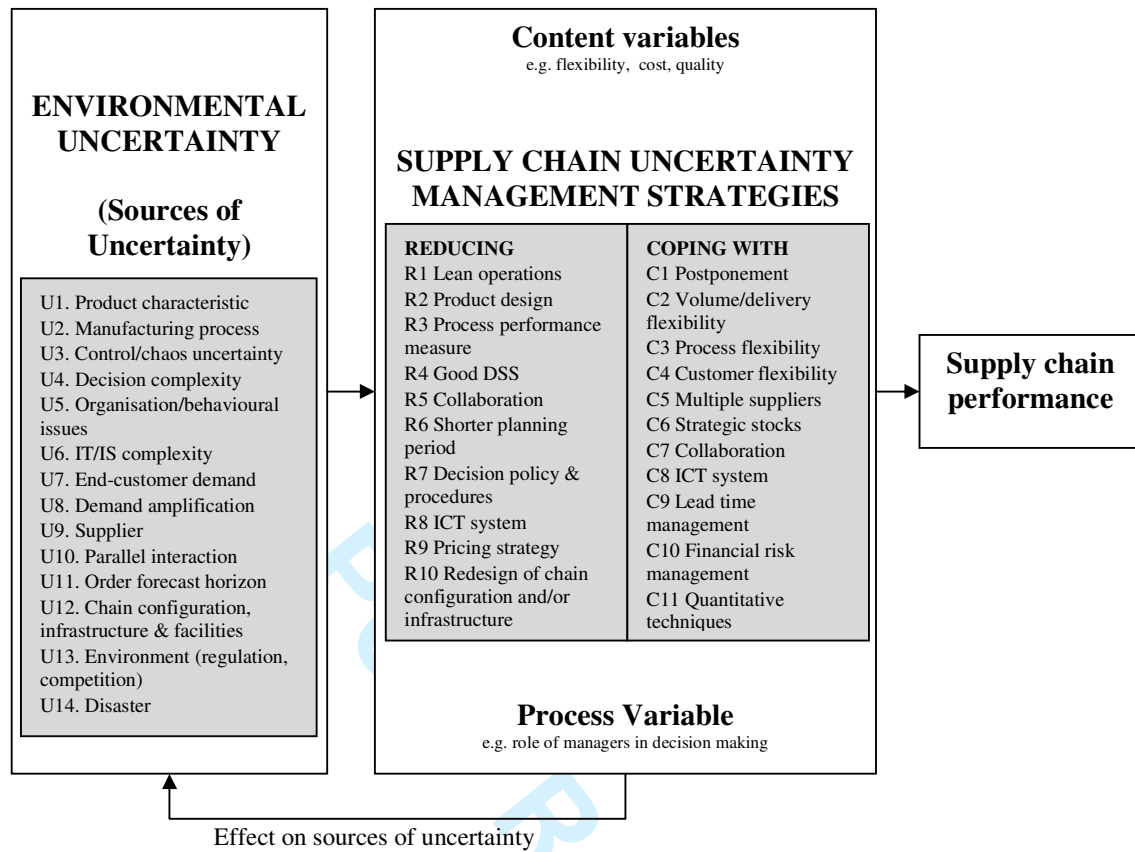 ENVIRONMENTAL
UNCERTAINTY
(Sources of
Uncertainty)
U1. Product characteristic
U2. Manufacturing process
U3. Control/chaos uncertainty
U4. Decision complexity
U5. Organisation/behavioural
issues
U6. IT/IS complexity
U7. End-customer demand
U8. Demand amplification
U9. Supplier
U10. Parallel interaction
U11. Order forecast horizon
U12. Chain configuration,
infrastructure & facilities
U13. Environment (regulation,
competition)
U14. Disaster
Content variables
e.g. flexibility, cost, quality
SUPPLY CHAIN UNCERTAINTY
MANAGEMENT STRATEGIES
REDUCING
R1 Lean operations
R2 Product design
R3 Process performance
measure
R4 Good DSS
R5 Collaboration
R6 Shorter planning
period
R7 Decision policy &
procedures
R8 ICT system
R9 Pricing strategy
R10 Redesign of chain
configuration and/or
infrastructure
COPING WITH
C1 Postponement
C2 Volume/delivery
flexibility
C3 Process flexibility
C4 Customer flexibility
C5 Multiple suppliers
C6 Strategic stocks
C7 Collaboration
C8 ICT system
C9 Lead time
management
C10 Financial risk
management
C11 Quantitative
techniques
Process Variable
e.g. role of managers in decision making
Supply chain
performance
Effect on sources of uncertainty